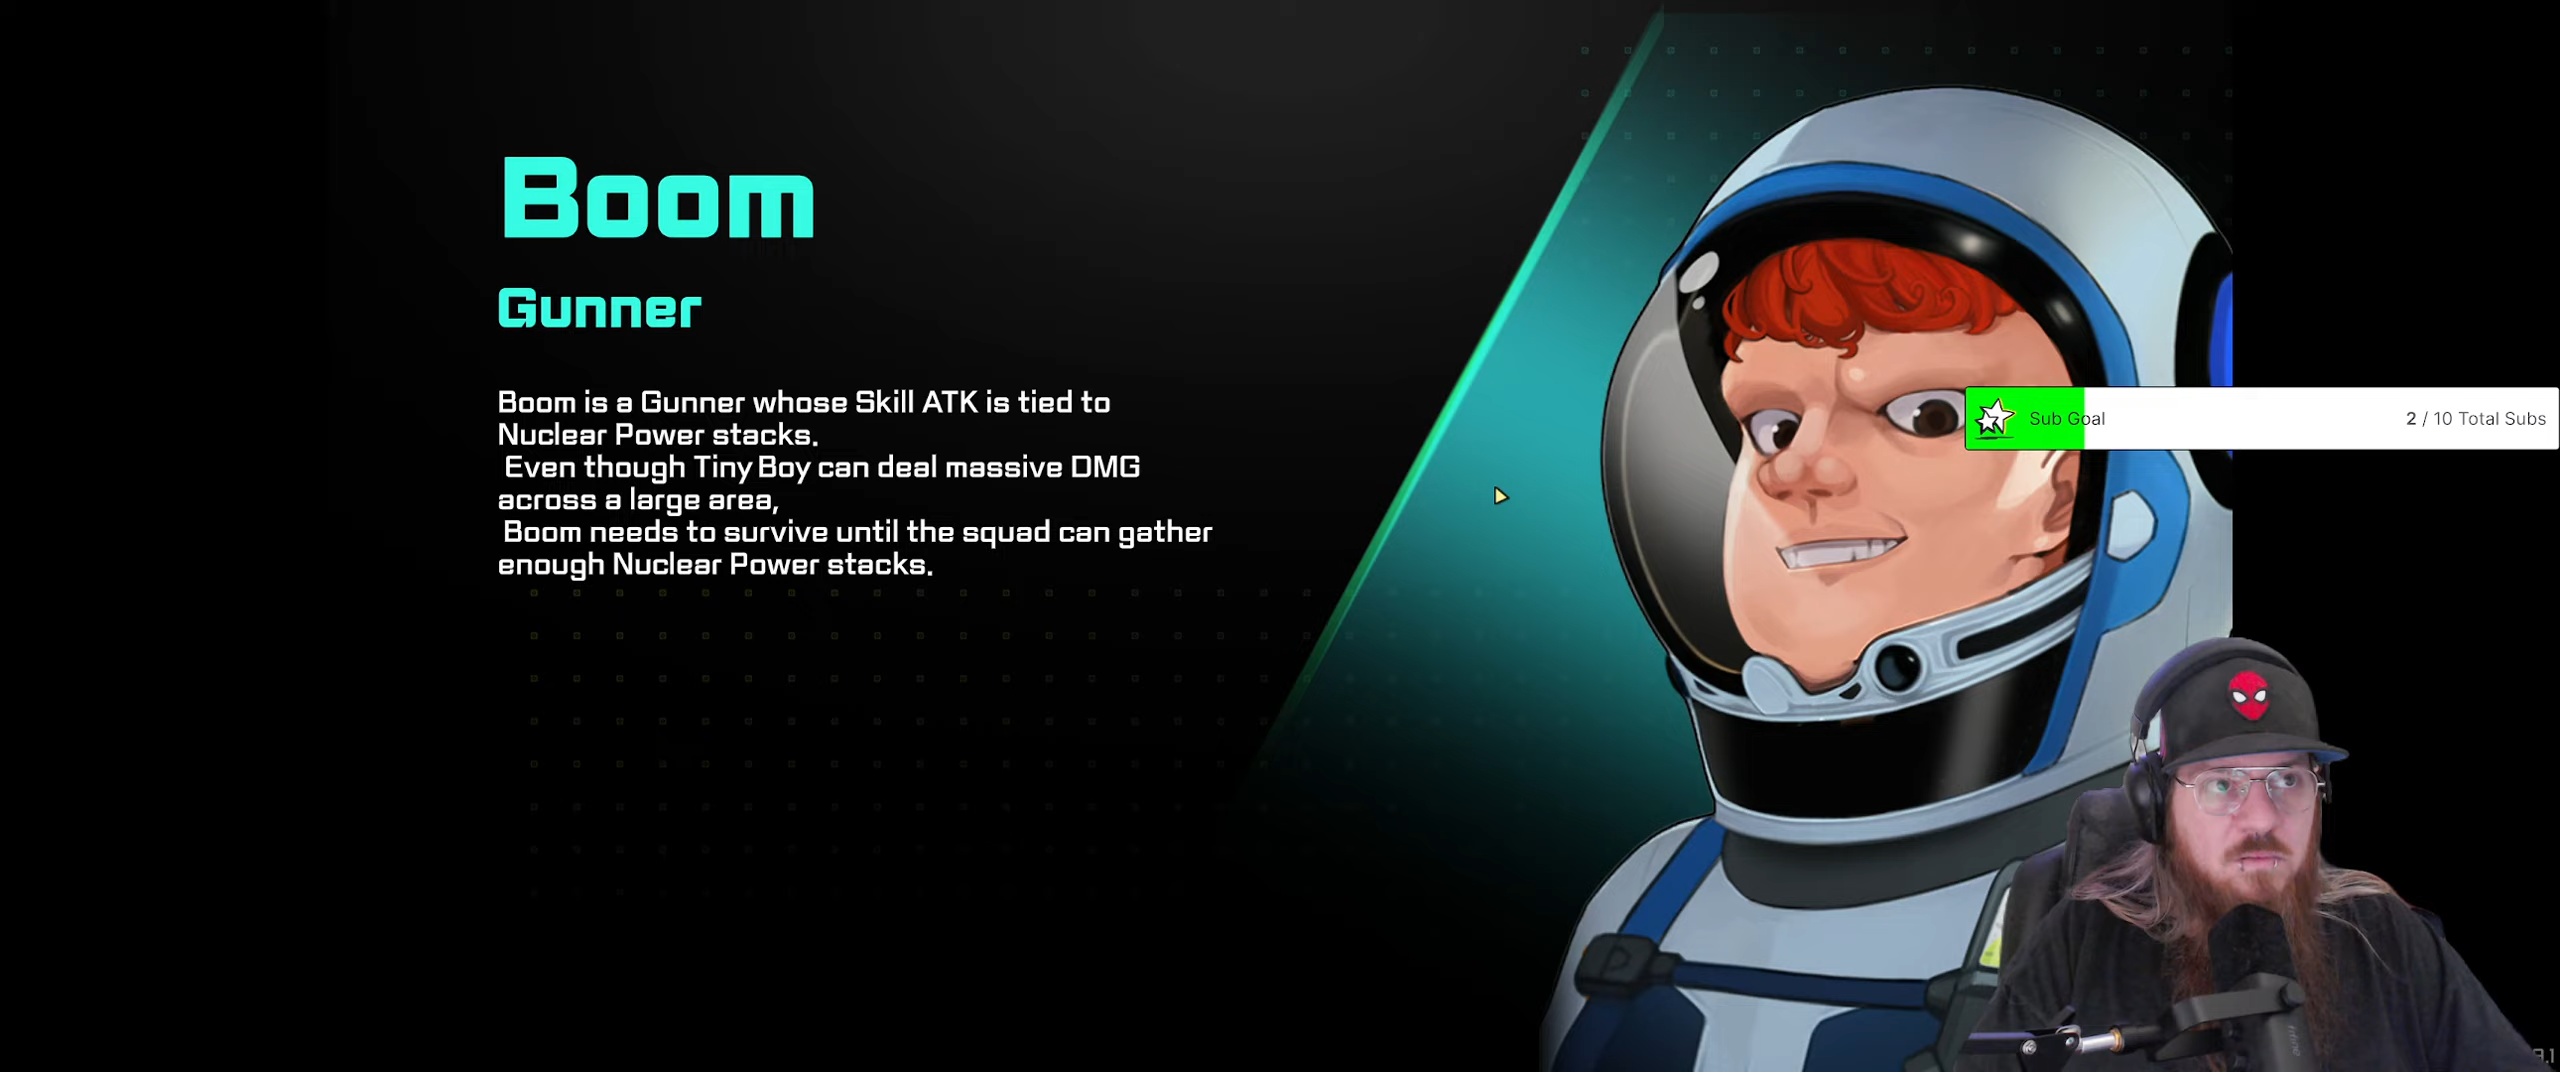 Boom
Gunner
Boom is a Gunner whose Skill ATK is tied to
Nuclear Power stacks.
Even though Tiny Boy can deal massive DMG
across a large area,
Boom needs to survive until the squad can gather
enough Nuclear Power stacks.
Sub Goal
2 / 10 Total Subs